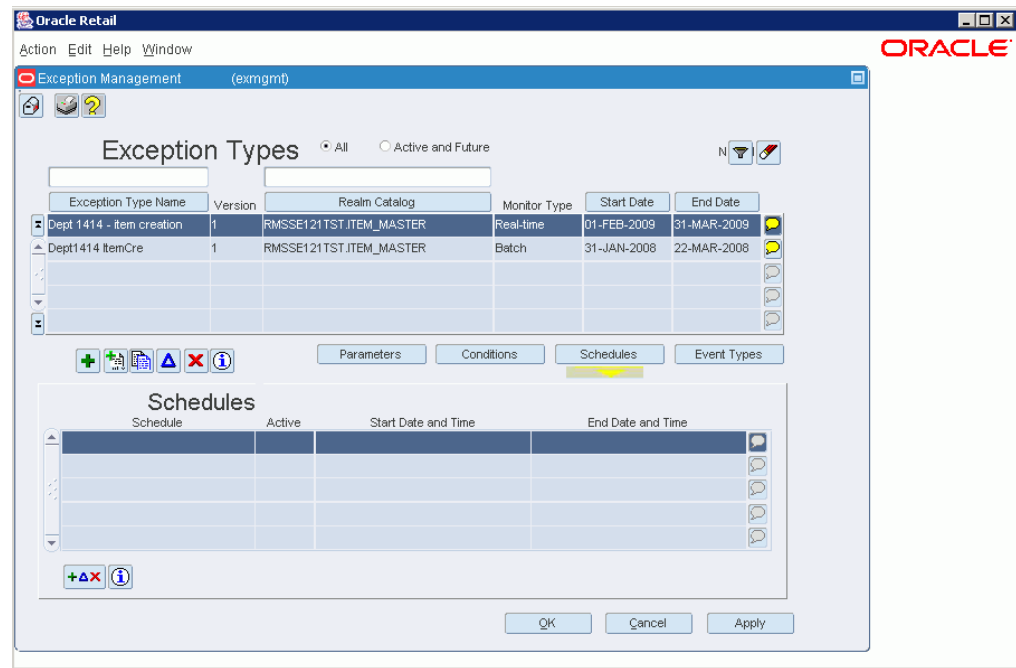 Oracle Retail
Action Edit Help Window
ORACLE
Exception Management (exmgmt)
Exception Types All Active and Future N
Exception Type Name Version Realm Catalog Monitor Type Start Date End Date
Dept 1414 - item creation 1 RMSSE121TST.ITEM_MASTER Real-time 01-FEB-2009 31-MAR-2009
Dept1414 ItemCre 1 RMSSE121TST.ITEM_MASTER Batch 31-JAN-2008 22-MAR-2008
Parameters Conditions Schedules Event Types
Schedules
Schedule Active Start Date and Time End Date and Time
OK Cancel Apply